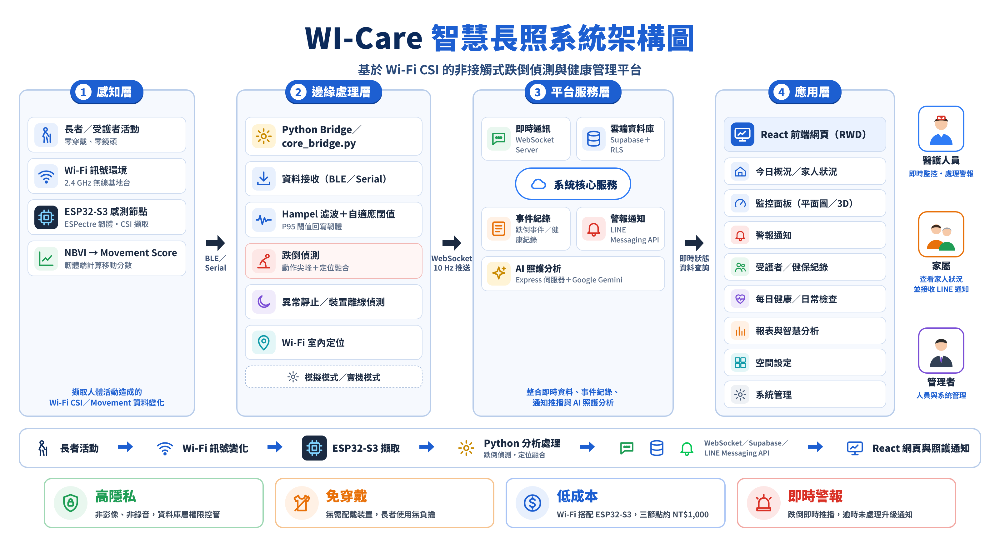 WI-Care 智慧長照系統架構圖
基於 Wi-Fi CSI 的非接觸式跌倒偵測與健康管理平台
1 感知層
長者／受護者活動
零穿戴、零鏡頭
Wi-Fi 訊號環境
2.4 GHz 無線基地台
ESP32-S3 感測節點
ESPectre 韌體・CSI 擷取
NBVI → Movement Score
韌體端計算移動分數
擷取人體活動造成的
Wi-Fi CSI／Movement 資料變化
BLE／
Serial
2 邊緣處理層
Python Bridge／
core_bridge.py
資料接收（BLE／Serial）
Hampel 濾波＋自適應閾值
P95 閾值回寫韌體
跌倒偵測
動作尖峰＋定位融合
異常靜止／裝置離線偵測
Wi-Fi 室內定位
模擬模式／實機模式
WebSocket
10 Hz 推送
3 平台服務層
即時通訊
WebSocket
Server
雲端資料庫
Supabase＋
RLS
系統核心服務
事件紀錄
跌倒事件／健
康紀錄
警報通知
LINE
Messaging API
AI 照護分析
Express 伺服器＋Google Gemini
整合即時資料、事件紀錄、
通知推播與 AI 照護分析
即時狀態
資料查詢
4 應用層
React 前端網頁（RWD）
今日概況／家人狀況
監控面板（平面圖／3D）
警報通知
受護者／健保紀錄
每日健康／日常檢查
報表與智慧分析
空間設定
系統管理
醫護人員
即時監控・處理警報
家屬
查看家人狀況
並接收 LINE 通知
管理者
人員與系統管理
長者活動
Wi-Fi 訊號變化
ESP32-S3 擷取
Python 分析處理
跌倒偵測・定位融合
WebSocket／Supabase／
LINE Messaging API
React 網頁與照護通知
高隱私
非影像、非錄音，資料庫層權限控管
免穿戴
無需配戴裝置，長者使用無負擔
低成本
Wi-Fi 搭配 ESP32-S3，三節點約 NT$1,000
即時警報
跌倒即時推播，逾時未處理升級通知